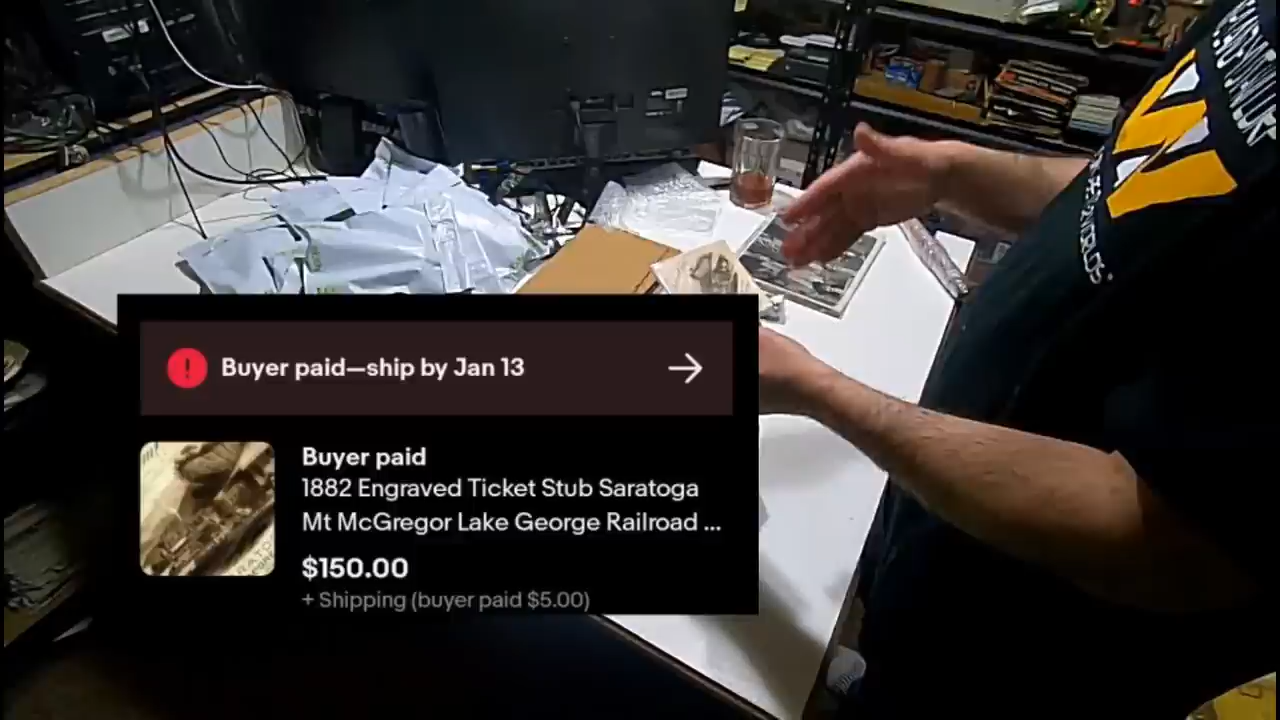 Buyer paid—ship by Jan 13
Buyer paid
1882 Engraved Ticket Stub Saratoga
Mt McGregor Lake George Railroad ...
$150.00
+ Shipping (buyer paid $5.00)